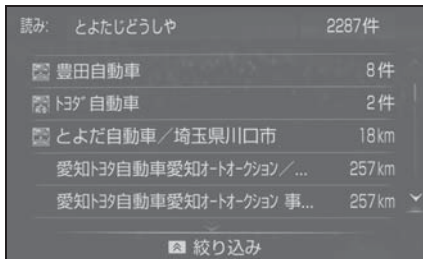 読み: とよたじどうしや 2287件
豊田自動車 8件
トヨダ自動車 2件
とよだ自動車／埼玉県川口市 18km
愛知トヨタ自動車愛知オートオークション／... 257km
愛知トヨタ自動車愛知オートオークション 事... 257km
絞り込み